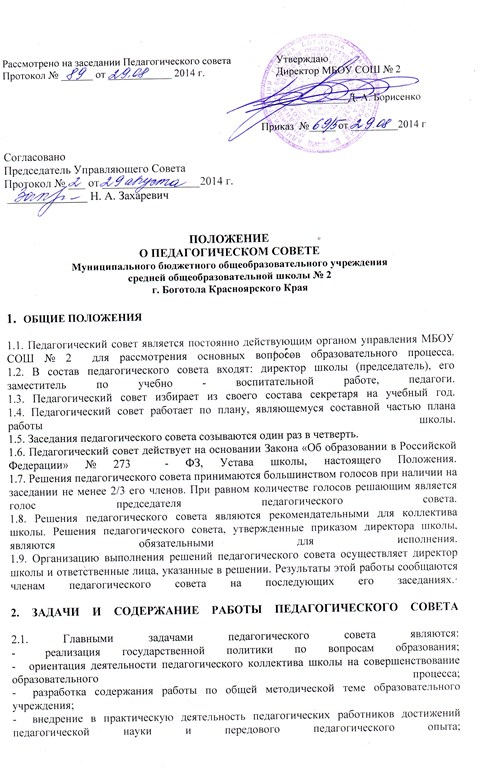 Рассмотрено на заседании Педагогического совета
Протокол № 89 от 29.08 2014 г.
Утверждаю
Директор МБОУ СОШ № 2
Д. А. Борисенко
Приказ № 69/5 от 29.08 2014 г
Согласовано
Председатель Управляющего Совета
Протокол № 2 от 29 августа 2014 г.
Н. А. Захаревич
ПОЛОЖЕНИЕ
О ПЕДАГОГИЧЕСКОМ СОВЕТЕ
Муниципального бюджетного общеобразовательного учреждения
средней общеобразовательной школы № 2
г. Боготола Красноярского Края
1. ОБЩИЕ ПОЛОЖЕНИЯ
1.1. Педагогический совет является постоянно действующим органом управления МБОУ
СОШ № 2 для рассмотрения основных вопросов образовательного процесса.
1.2. В состав педагогического совета входят: директор школы (председатель), его
заместитель по учебно - воспитательной работе, педагоги.
1.3. Педагогический совет избирает из своего состава секретаря на учебный год.
1.4. Педагогический совет работает по плану, являющемуся составной частью плана
работы школы.
1.5. Заседания педагогического совета созываются один раз в четверть.
1.6. Педагогический совет действует на основании Закона «Об образовании в Российской
Федерации» № 273 - ФЗ, Устава школы, настоящего Положения.
1.7. Решения педагогического совета принимаются большинством голосов при наличии на
заседании не менее 2/3 его членов. При равном количестве голосов решающим является
голос председателя педагогического совета.
1.8. Решения педагогического совета являются рекомендательными для коллектива
школы. Решения педагогического совета, утвержденные приказом директора школы,
являются обязательными для исполнения.
1.9. Организацию выполнения решений педагогического совета осуществляет директор
школы и ответственные лица, указанные в решении. Результаты этой работы сообщаются
членам педагогического совета на последующих его заседаниях.
2. ЗАДАЧИ И СОДЕРЖАНИЕ РАБОТЫ ПЕДАГОГИЧЕСКОГО СОВЕТА
2.1. Главными задачами педагогического совета являются:
- реализация государственной политики по вопросам образования;
- ориентация деятельности педагогического коллектива школы на совершенствование
образовательного процесса;
- разработка содержания работы по общей методической теме образовательного
учреждения;
- внедрение в практическую деятельность педагогических работников достижений
педагогической науки и передового педагогического опыта;